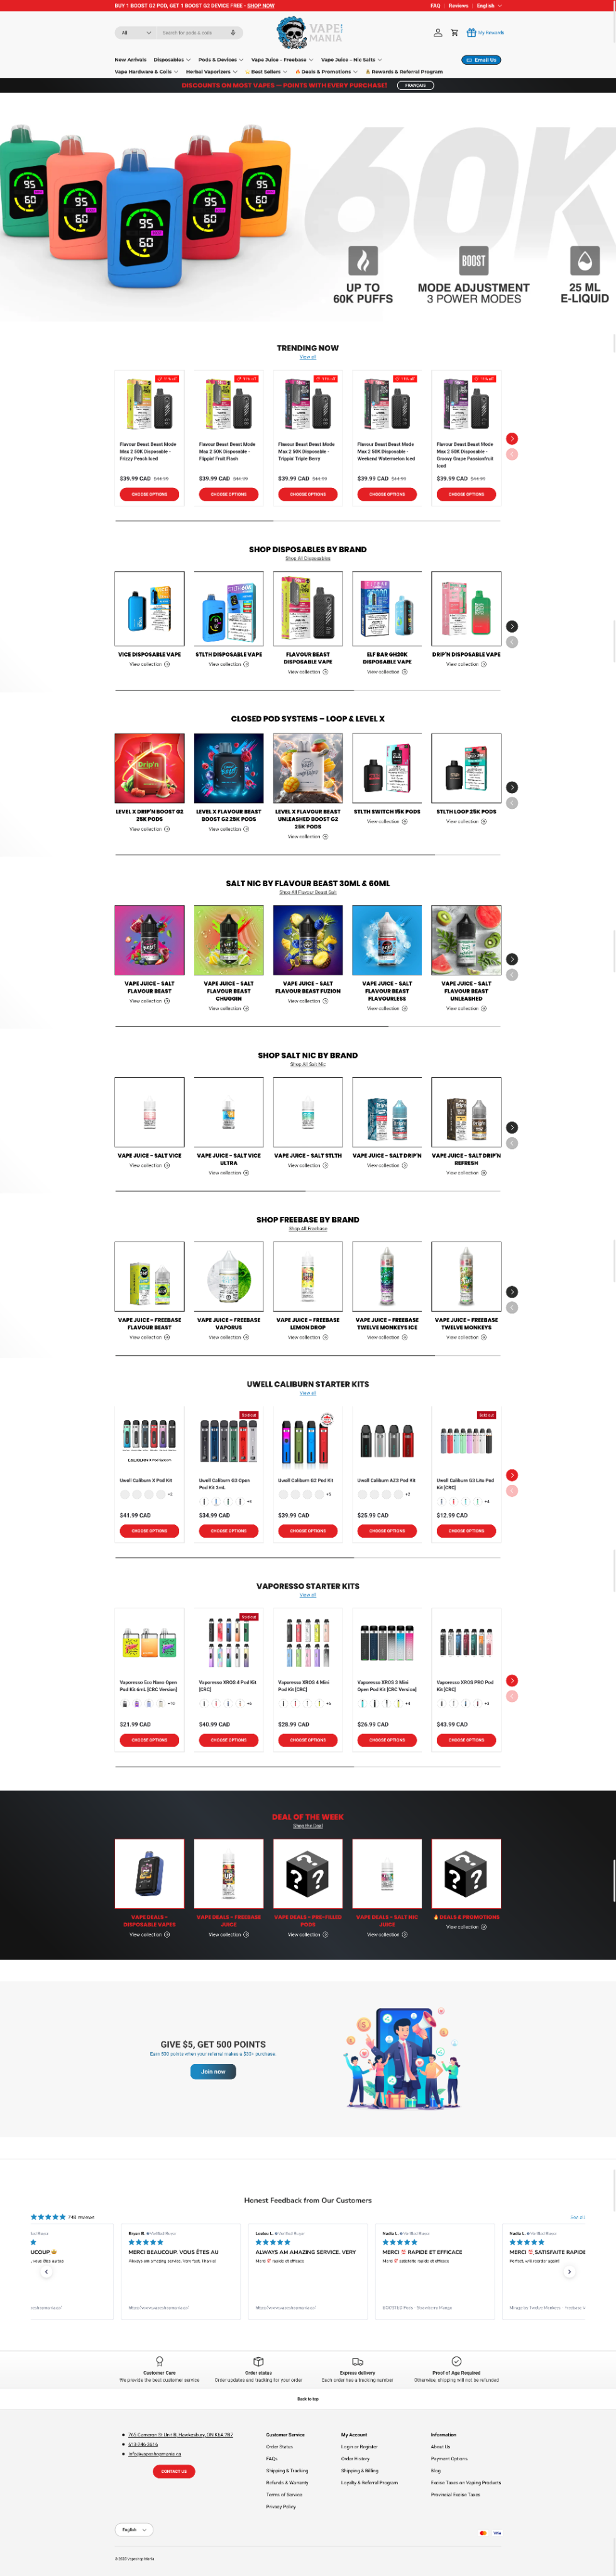 BUY 1 BOOST G2 POD, GET 1 BOOST G2 DEVICE FREE - SHOP NOW
FAQ
Reviews
English
All
Search for pods & coils
VAPE
MANIA
My Rewards
New Arrivals
Disposables
Pods & Devices
Vape Juice - Freebase
Vape Juice - Nic Salts
Email Us
Vape Hardware & Coils
Herbal Vaporizers
Best Sellers
Deals & Promotions
Rewards & Referral Program
DISCOUNTS ON MOST VAPES — POINTS WITH EVERY PURCHASE!
FRANÇAIS
60K
BOOST
UP TO
60K PUFFS
MODE ADJUSTMENT
3 POWER MODES
25 ML
E-LIQUID
TRENDING NOW
View all
Flavour Beast Beast Mode
Max 2 50K Disposable -
Frizzy Peach Iced
Flavour Beast Beast Mode
Max 2 50K Disposable -
Flippin' Fruit Flash
Flavour Beast Beast Mode
Max 2 50K Disposable -
Trippin' Triple Berry
Flavour Beast Beast Mode
Max 2 50K Disposable -
Weekend Watermelon Iced
Flavour Beast Beast Mode
Max 2 50K Disposable -
Groovy Grape Passionfruit
Iced
$39.99 CAD $44.99
$39.99 CAD $44.99
$39.99 CAD $44.99
$39.99 CAD $44.99
$39.99 CAD $44.99
CHOOSE OPTIONS
CHOOSE OPTIONS
CHOOSE OPTIONS
CHOOSE OPTIONS
CHOOSE OPTIONS
SHOP DISPOSABLES BY BRAND
Shop All Disposables
VICE DISPOSABLE VAPE
View collection
STLTH DISPOSABLE VAPE
View collection
FLAVOUR BEAST
DISPOSABLE VAPE
View collection
ELF BAR GH20K
DISPOSABLE VAPE
View collection
DRIP'N DISPOSABLE VAPE
View collection
CLOSED POD SYSTEMS – LOOP & LEVEL X
LEVEL X DRIP'N BOOST G2
25K PODS
View collection
LEVEL X FLAVOUR BEAST
BOOST G2 25K PODS
View collection
LEVEL X FLAVOUR BEAST
UNLEASHED BOOST G2
25K PODS
View collection
STLTH SWITCH 15K PODS
View collection
STLTH LOOP 25K PODS
View collection
SALT NIC BY FLAVOUR BEAST 30ML & 60ML
Shop All Flavour Beast Salt
VAPE JUICE - SALT
FLAVOUR BEAST
View collection
VAPE JUICE - SALT
FLAVOUR BEAST
CHUGGIN
View collection
VAPE JUICE - SALT
FLAVOUR BEAST FUZION
View collection
VAPE JUICE - SALT
FLAVOUR BEAST
FLAVOURLESS
View collection
VAPE JUICE - SALT
FLAVOUR BEAST
UNLEASHED
View collection
SHOP SALT NIC BY BRAND
Shop All Salt Nic
VAPE JUICE - SALT VICE
View collection
VAPE JUICE - SALT VICE
ULTRA
View collection
VAPE JUICE - SALT STLTH
View collection
VAPE JUICE - SALT DRIP'N
View collection
VAPE JUICE - SALT DRIP'N
REFRESH
View collection
SHOP FREEBASE BY BRAND
Shop All Freebase
VAPE JUICE - FREEBASE
FLAVOUR BEAST
View collection
VAPE JUICE - FREEBASE
VAPORUS
View collection
VAPE JUICE - FREEBASE
LEMON DROP
View collection
VAPE JUICE - FREEBASE
TWELVE MONKEYS ICE
View collection
VAPE JUICE - FREEBASE
TWELVE MONKEYS
View collection
UWELL CALIBURN STARTER KITS
View all
Sold out
Sold out
Uwell Caliburn X Pod Kit
Uwell Caliburn G3 Open
Pod Kit 2mL
Uwell Caliburn G2 Pod Kit
Uwell Caliburn AZ3 Pod Kit
Uwell Caliburn G3 Lite Pod
Kit [CRC]
$41.99 CAD
$34.99 CAD
$39.99 CAD
$25.99 CAD
$12.99 CAD
CHOOSE OPTIONS
CHOOSE OPTIONS
CHOOSE OPTIONS
CHOOSE OPTIONS
CHOOSE OPTIONS
VAPORESSO STARTER KITS
View all
Sold out
Vaporesso Eco Nano Open
Pod Kit 6mL [CRC Version]
Vaporesso XROS 4 Pod Kit
[CRC]
Vaporesso XROS 4 Mini
Pod Kit [CRC]
Vaporesso XROS 3 Mini
Open Pod Kit [CRC Version]
Vaporesso XROS PRO Pod
Kit [CRC]
$21.99 CAD
$40.99 CAD
$28.99 CAD
$26.99 CAD
$43.99 CAD
CHOOSE OPTIONS
CHOOSE OPTIONS
CHOOSE OPTIONS
CHOOSE OPTIONS
CHOOSE OPTIONS
DEAL OF THE WEEK
Shop the Deal!
VAPE DEALS -
DISPOSABLE VAPES
View collection
VAPE DEALS - FREEBASE
JUICE
View collection
VAPE DEALS - PRE-FILLED
PODS
View collection
VAPE DEALS - SALT NIC
JUICE
View collection
DEALS & PROMOTIONS
View collection
GIVE $5, GET 500 POINTS
Earn 500 points when your referral makes a $50+ purchase.
Join now
Honest Feedback from Our Customers
See all
Bryan B.
MERCI BEAUCOUP, VOUS ÊTES AU
Louise L.
ALWAYS AM AMAZING SERVICE. VERY
Nadia L.
MERCI RAPIDE ET EFFICACE
Nadia L.
MERCI SATISFAITE RAPIDE
Customer Care
We provide the best customer service
Order status
Order updates and tracking for your order
Express delivery
Each order has a tracking number
Proof of Age Required
Otherwise, shipping will not be refunded
Back to top
info@vapeshopmania.ca
CONTACT US
Customer Service
Order Status
FAQs
Shipping & Tracking
Refunds & Warranty
Terms of Service
Privacy Policy
My Account
Login or Register
Order History
Shipping & Billing
Loyalty & Referral Program
Information
About Us
Payment Options
Blog
Excise Taxes on Vaping Products
Provincial Excise Taxes
English
VISA